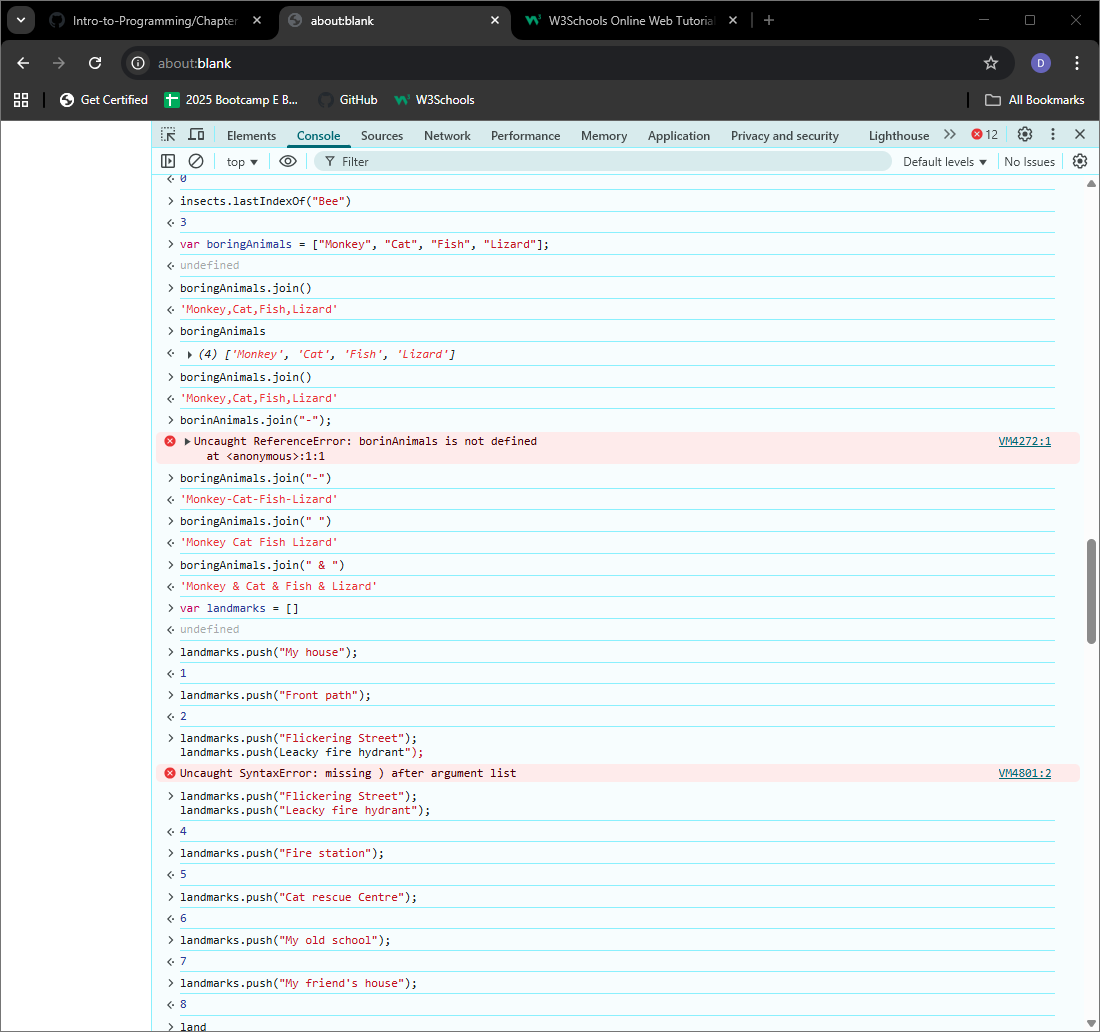 Intro-to-Programming/Chapter
about:blank
W3Schools Online Web Tutorial
about:blank
D
Get Certified
2025 Bootcamp E B...
GitHub
W3Schools
All Bookmarks
Elements Console Sources Network Performance Memory Application Privacy and security Lighthouse 12
top Filter Default levels No Issues
0
insects.lastIndexOf("Bee")
3
var boringAnimals = ["Monkey", "Cat", "Fish", "Lizard"];
undefined
boringAnimals.join()
'Monkey,Cat,Fish,Lizard'
boringAnimals
(4) ['Monkey', 'Cat', 'Fish', 'Lizard']
boringAnimals.join()
'Monkey,Cat,Fish,Lizard'
borinAnimals.join("-");
Uncaught ReferenceError: borinAnimals is not defined VM4272:1
at <anonymous>:1:1
boringAnimals.join("-")
'Monkey-Cat-Fish-Lizard'
boringAnimals.join(" ")
'Monkey Cat Fish Lizard'
boringAnimals.join(" & ")
'Monkey & Cat & Fish & Lizard'
var landmarks = []
undefined
landmarks.push("My house");
1
landmarks.push("Front path");
2
landmarks.push("Flickering Street");
landmarks.push(Leacky fire hydrant");
Uncaught SyntaxError: missing ) after argument list VM4801:2
landmarks.push("Flickering Street");
landmarks.push("Leacky fire hydrant");
4
landmarks.push("Fire station");
5
landmarks.push("Cat rescue Centre");
6
landmarks.push("My old school");
7
landmarks.push("My friend's house");
8
land